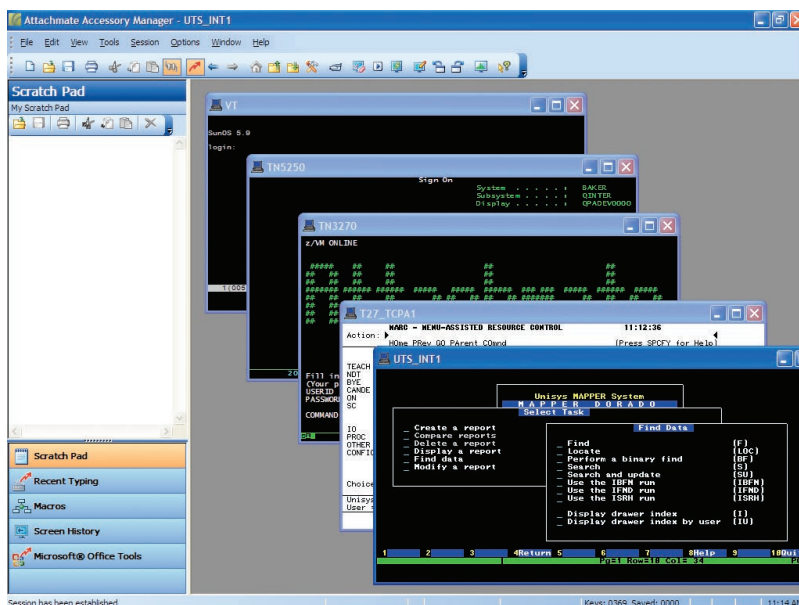 Attachmate Accessory Manager - UTS_INT1
File Edit View Tools Session Options Window Help
Scratch Pad
My Scratch Pad
VT
SunOS 5.9
login:
1(005
TN5250
Sign On
System . . . . . : BAKER
Subsystem . . . . : QINTER
Display . . . . . : QPADEV0000
20
TN3270
z/VM ONLINE
Fill in
(Your p
USERID
PASSWOR
COMMAND
T27_TCPA1
MARC - MENU-ASSISTED RESOURCE CONTROL 11:12:36
Action:
HOme PRev GO PArent COmnd (Press SPCFY for Help)
TEACH
NDT
BYE
CANDE
ON
SC
IO
PROC
OTHER
CONFIG
Choice
Unisys
User
UTS_INT1
Unisys MAPPER System
M A P P E R D O R A D O
Select Task
_ Create a report
_ Compare reports
_ Delete a report
_ Display a report
_ Find data
_ Modify a report
Find Data
_ Find (F)
_ Locate (LOC)
_ Perform a binary find (BF)
_ Search (S)
_ Search and update (SU)
_ Use the IBFN run (IBFN)
_ Use the IFND run (IFND)
_ Use the ISRH run (ISRH)
_ Display drawer index (I)
_ Display drawer index by user (IU)
1 2 3 4Return 5 6 7 8Help 9 10Qui
Pg=1 Row=10 Col= 34
Scratch Pad
Recent Typing
Macros
Screen History
Microsoft® Office Tools
Session has been established
Keys: 0369 Saved: 0000 11:14 AM